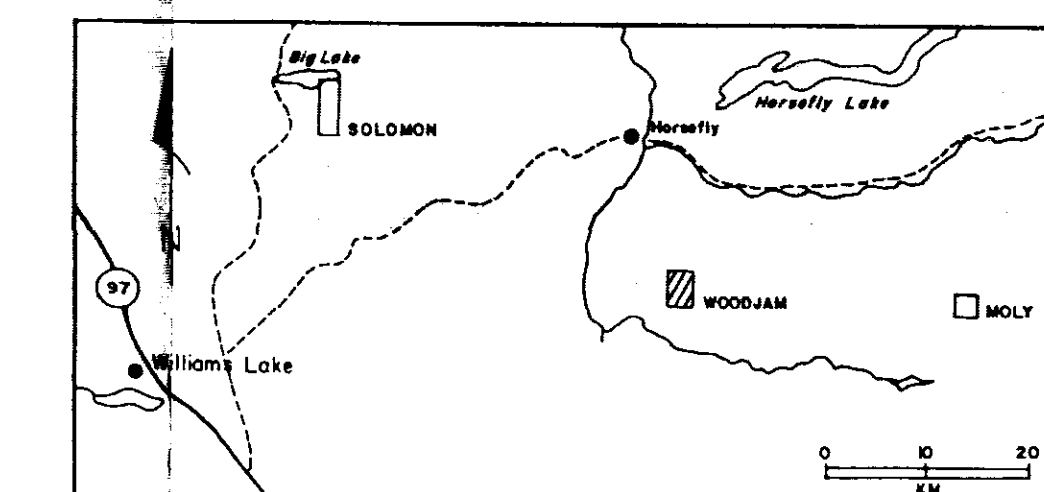 Big Lake
SOLOMON
Horsefly Lake
Horsefly
97
WOODJAM
MOLY
Williams Lake
0 10 20
KM